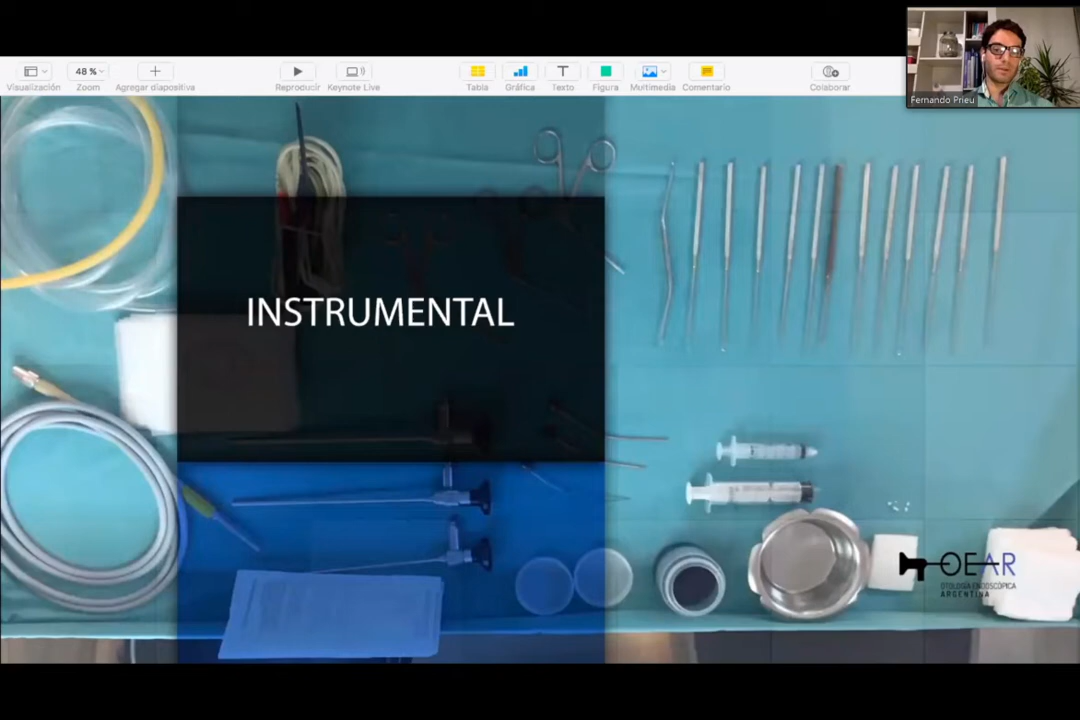 Fernando Prieu
48 %
Visualización
Zoom
Agregar diapositiva
Reproducir
Keynote Live
Tabla
Gráfica
Texto
Figura
Multimedia
Comentario
Colaborar
INSTRUMENTAL
OEAR
OTOLOGÍA ENDOSCÓPICA
ARGENTINA